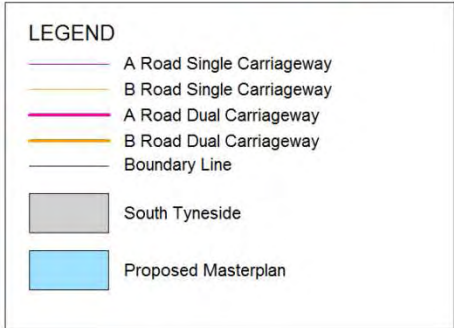 LEGEND
A Road Single Carriageway
B Road Single Carriageway
A Road Dual Carriageway
B Road Dual Carriageway
Boundary Line
South Tyneside
Proposed Masterplan